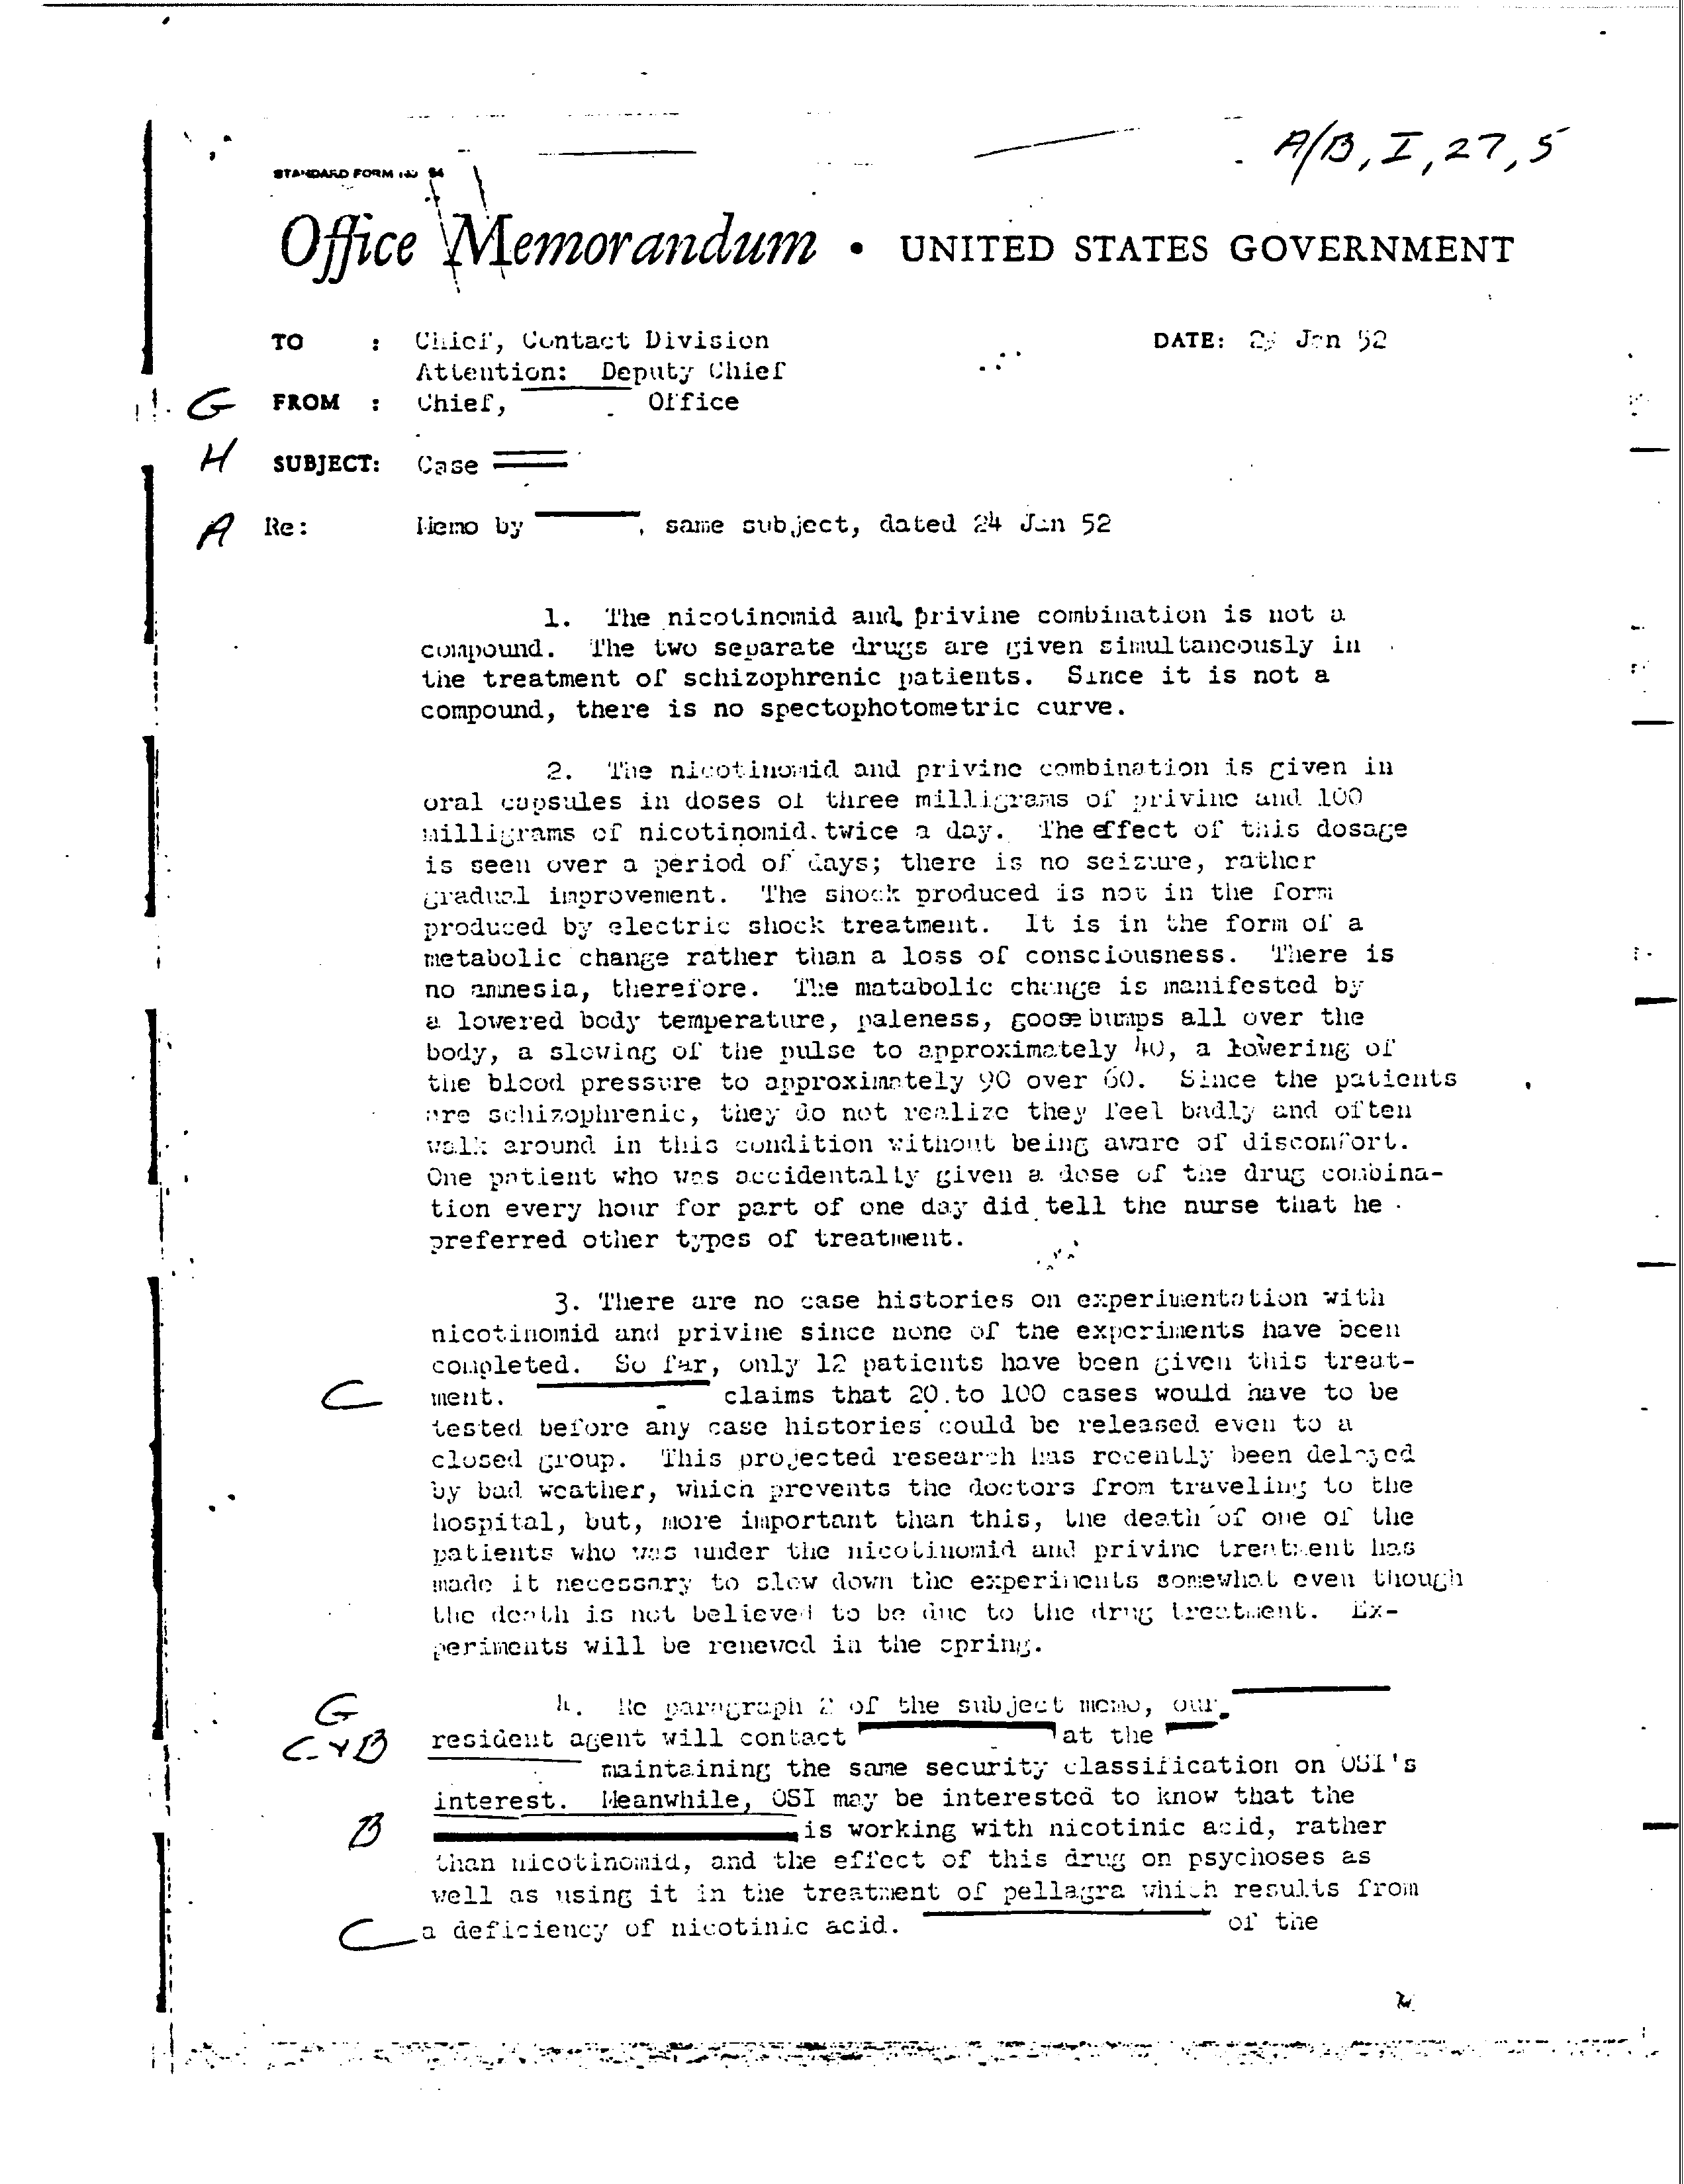 A/B, I, 27, 5
STANDARD FORM NO. 64
Office Memorandum • UNITED STATES GOVERNMENT
TO : Chief, Contact Division DATE: Jan 52
Attention: Deputy Chief
G FROM : Chief, Office
H SUBJECT: Case
A Re: Memo by , same subject, dated 24 Jan 52
1. The nicotinomid and privine combination is not a
compound. The two separate drugs are given simultaneously in
the treatment of schizophrenic patients. Since it is not a
compound, there is no spectophotometric curve.
2. The nicotinomid and privine combination is given in
oral capsules in doses of three milligrams of privine and 100
milligrams of nicotinomid twice a day. The effect of this dosage
is seen over a period of days; there is no seizure, rather
gradual improvement. The shock produced is not in the form
produced by electric shock treatment. It is in the form of a
metabolic change rather than a loss of consciousness. There is
no amnesia, therefore. The matabolic change is manifested by
a lowered body temperature, paleness, goose bumps all over the
body, a slowing of the pulse to approximately 40, a lowering of
the blood pressure to approximately 90 over 60. Since the patients
are schizophrenic, they do not realize they feel badly and often
walk around in this condition without being aware of discomfort.
One patient who was accidentally given a dose of the drug combina-
tion every hour for part of one day did tell the nurse that he
preferred other types of treatment.
3. There are no case histories on experimentation with
nicotinomid and privine since none of the experiments have been
completed. So far, only 12 patients have been given this treat-
C ment. claims that 20 to 100 cases would have to be
tested before any case histories could be released even to a
closed group. This projected research has recently been delayed
by bad weather, which prevents the doctors from traveling to the
hospital, but, more important than this, the death of one of the
patients who was under the nicotinomid and privine treatment has
made it necessary to slow down the experiments somewhat even though
the death is not believed to be due to the drug treatment. Ex-
periments will be renewed in the spring.
G 4. Re paragraph 2 of the subject memo, our
C+B resident agent will contact at the
maintaining the same security classification on OSI's
interest. Meanwhile, OSI may be interested to know that the
B is working with nicotinic acid, rather
than nicotinomid, and the effect of this drug on psychoses as
well as using it in the treatment of pellagra which results from
C a deficiency of nicotinic acid. of the